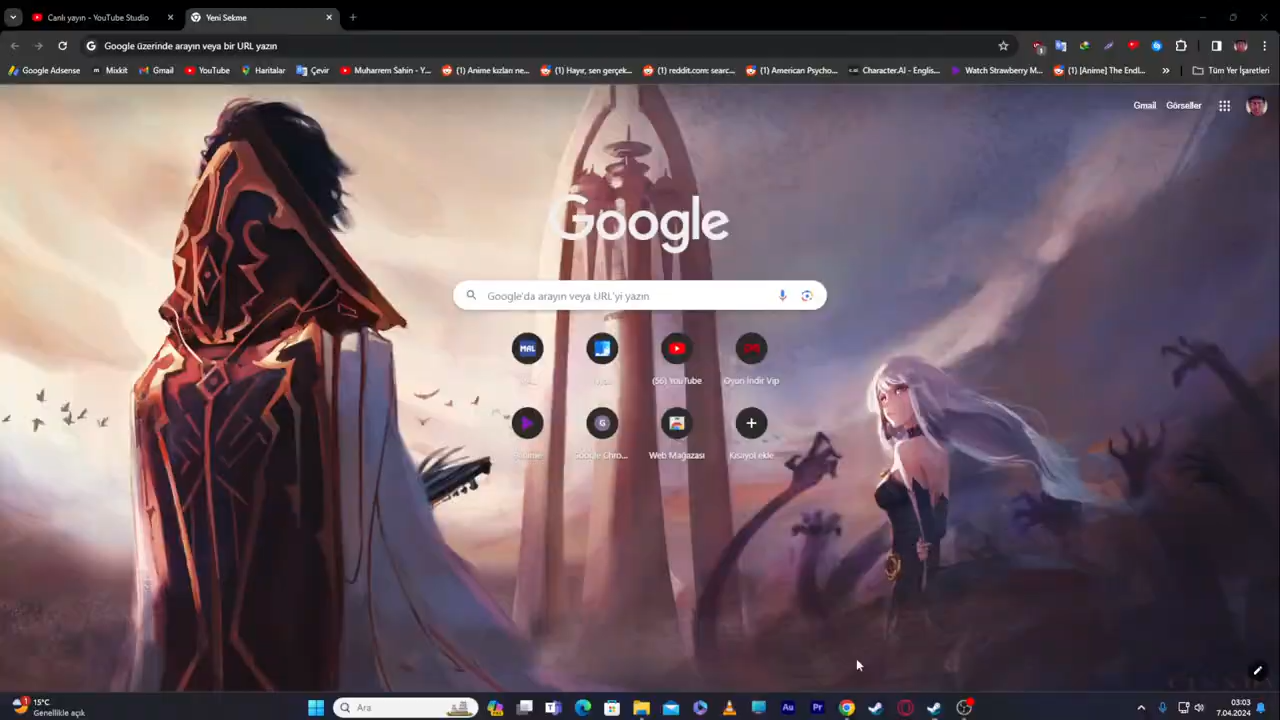 Canlı yayın - YouTube Studio
Yeni Sekme
Google üzerinde arayın veya bir URL yazın
Google Adsense
Mixkit
Gmail
YouTube
Haritalar
Çevir
Muharrem Sahin - Y...
(1) Anime kızları ne...
(1) Hayır, sen gerçek...
reddit.com: searc...
(1) American Psycho...
Character.AI - Englis...
Watch Strawberry M...
(1) [Anime] The Endl...
Tüm Yer İşaretleri
Gmail
Görseller
Google
Google'da arayın veya URL'yi yazın
MAL
(56) YouTube
Oyun İndir Vip
G
Google Chro...
Web Mağazası
Kısayol ekle
15°C
Genellikle açık
Ara
Au
Pr
03:03
7.04.2024